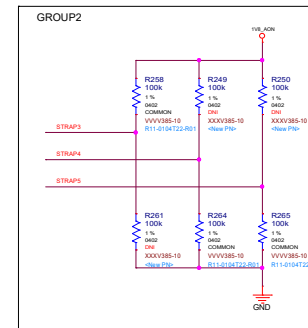 GROUP2
1V8_AON
R258
100k
1 %
0402
COMMON
VVVV385-10
R11-0104T22-R01
R249
100k
1 %
0402
DNI
XXXV385-10
<New PN>
R250
100k
1 %
0402
DNI
XXXV385-10
<New PN>
STRAP3
STRAP4
STRAP5
R261
100k
1 %
0402
DNI
XXXV385-10
<New PN>
R264
100k
1 %
0402
COMMON
VVVV385-10
R11-0104T22-R01
R265
100k
1 %
0402
COMMON
VVVV385-10
R11-0104T22
GND